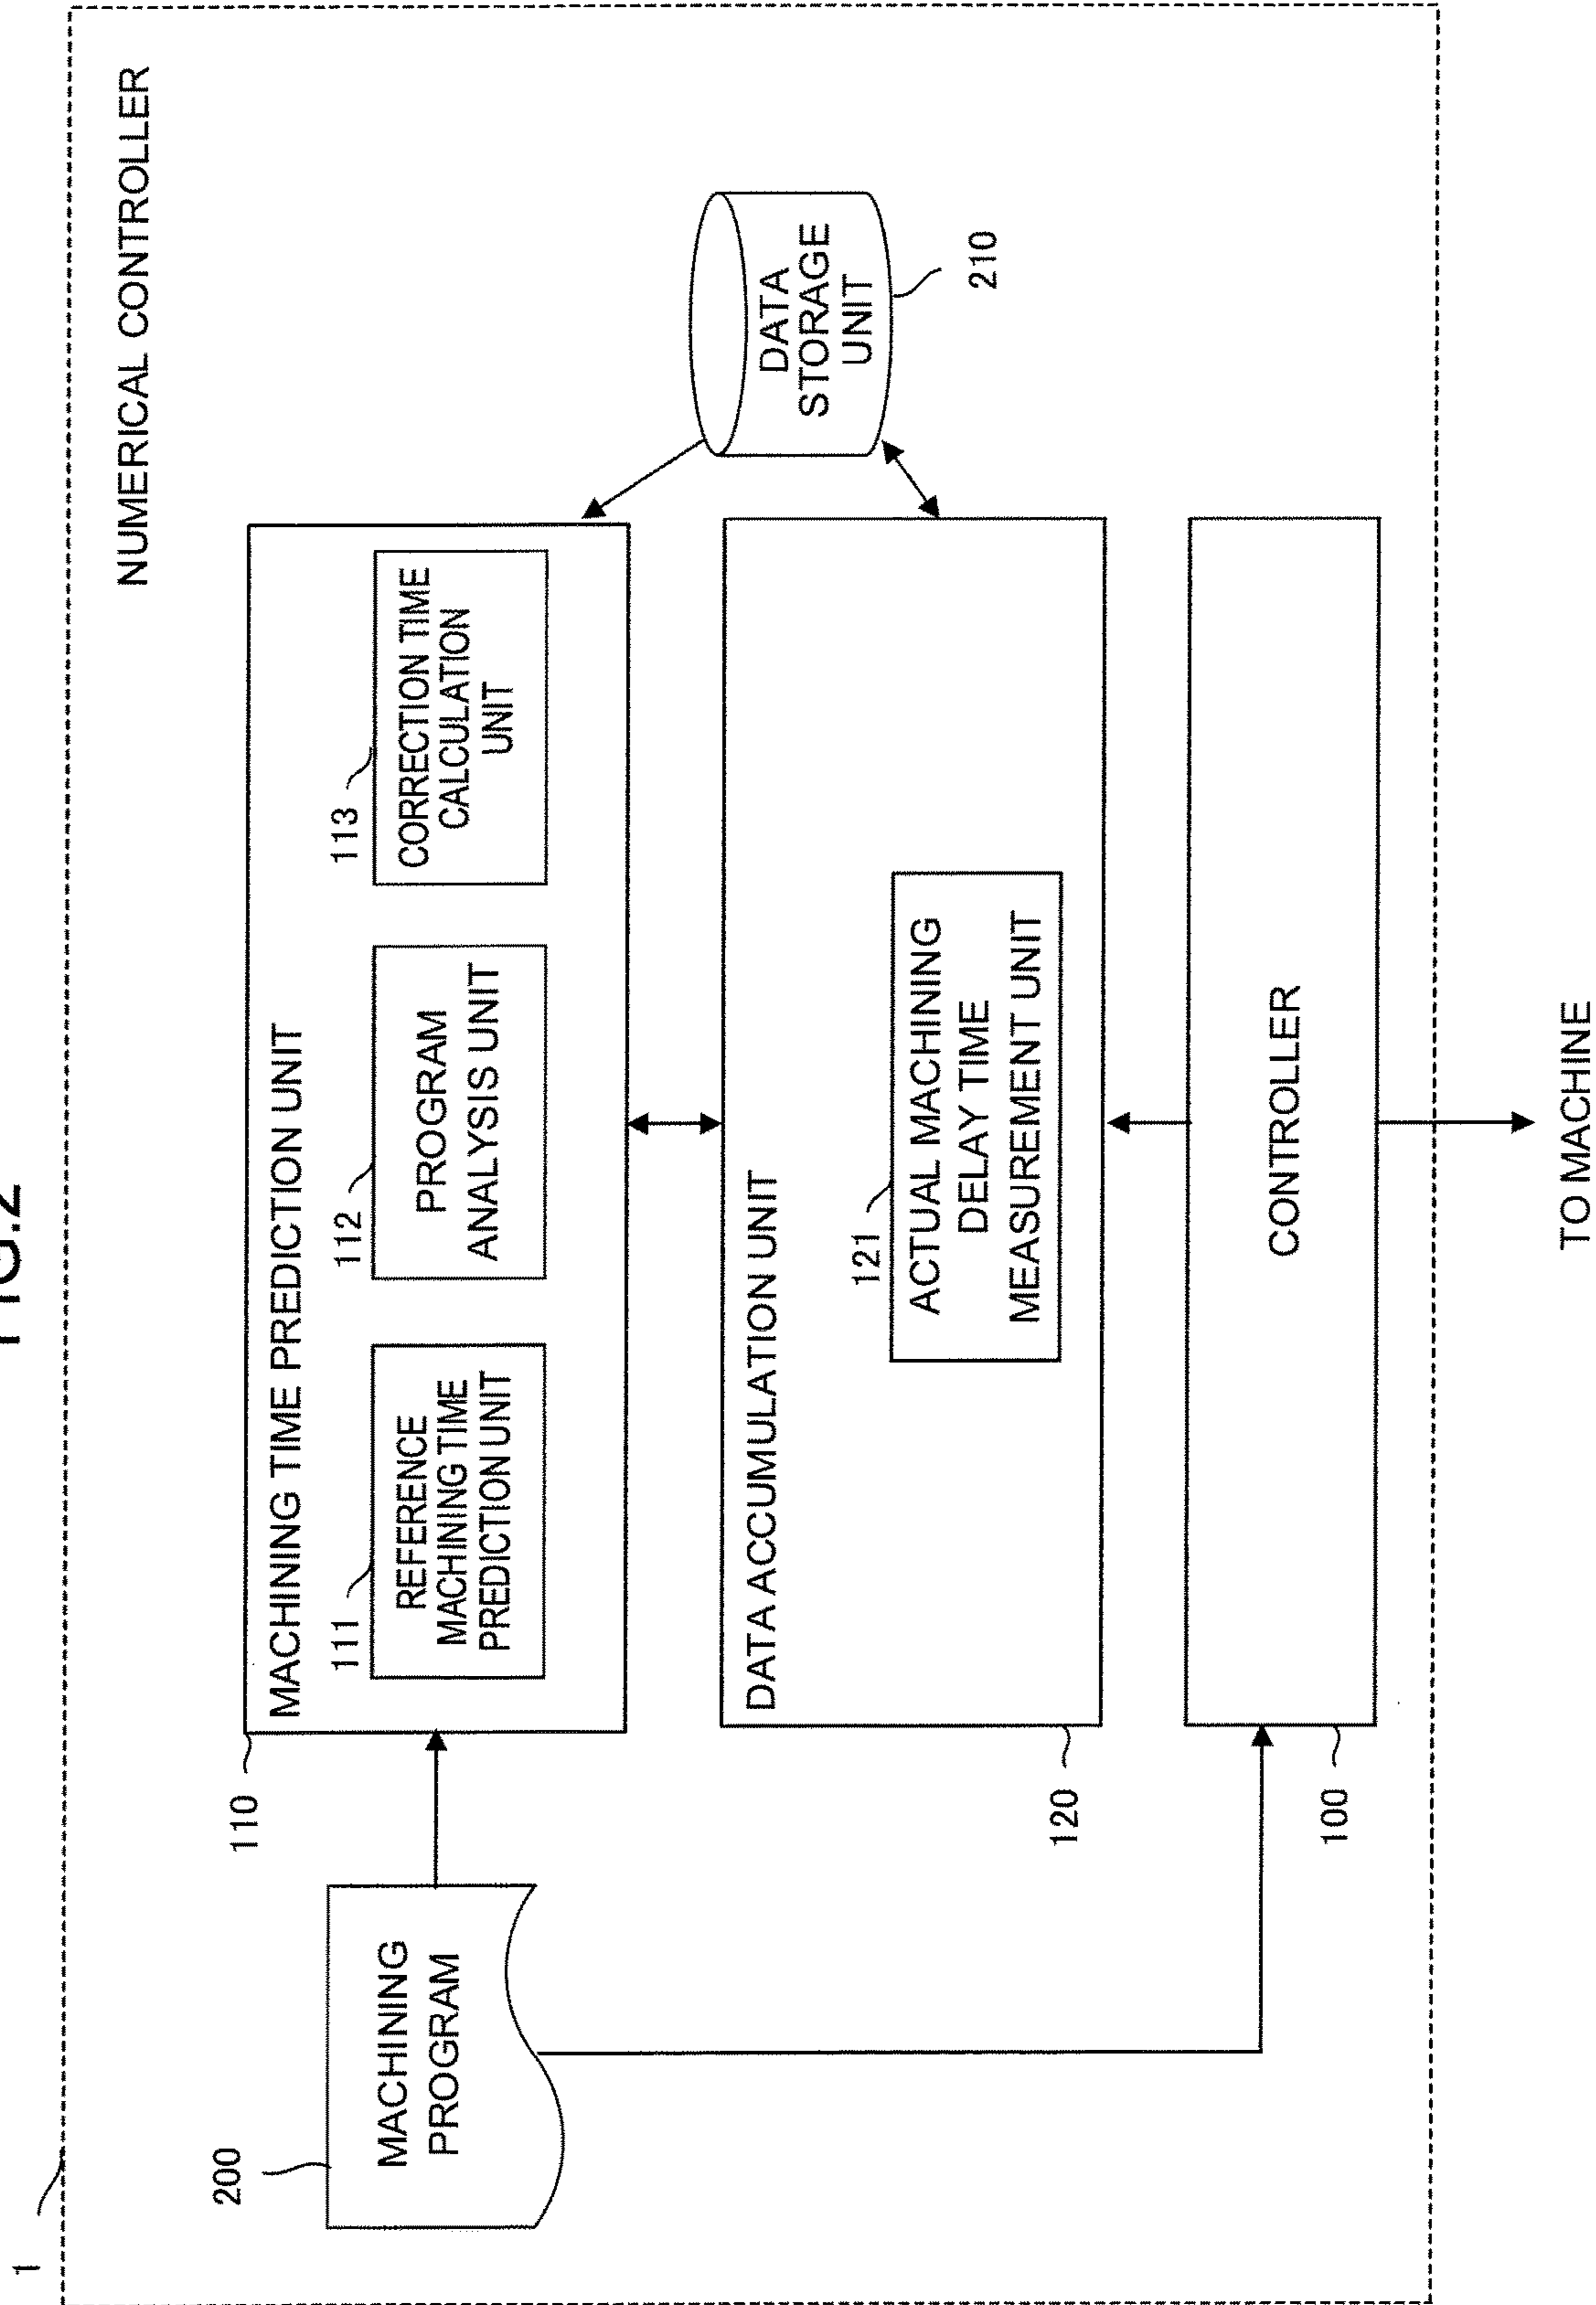 FIG.2
1
NUMERICAL CONTROLLER
110
MACHINING TIME PREDICTION UNIT
111
REFERENCE
MACHINING TIME
PREDICTION UNIT
112
PROGRAM
ANALYSIS UNIT
113
CORRECTION TIME
CALCULATION
UNIT
200
MACHINING
PROGRAM
DATA
STORAGE
UNIT
210
DATA ACCUMULATION UNIT
120
121
ACTUAL MACHINING
DELAY TIME
MEASUREMENT UNIT
CONTROLLER
100
TO MACHINE